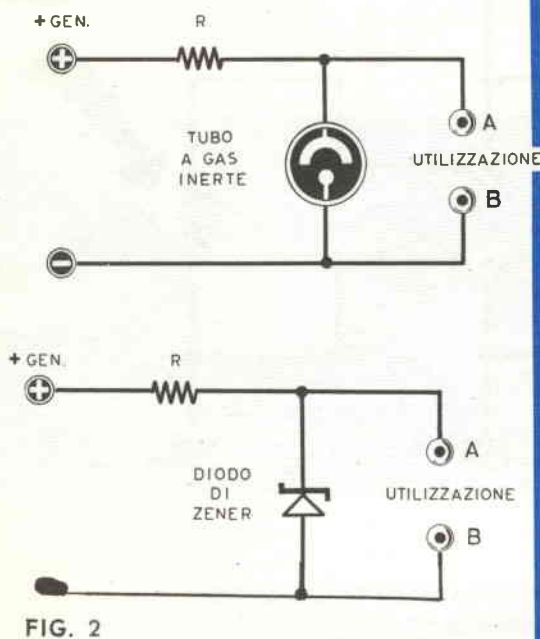 + GEN.
R
+
TUBO
A GAS
INERTE
A
UTILIZZAZIONE
B
−
+ GEN.
R
+
DIODO
DI
ZENER
A
UTILIZZAZIONE
B
FIG. 2